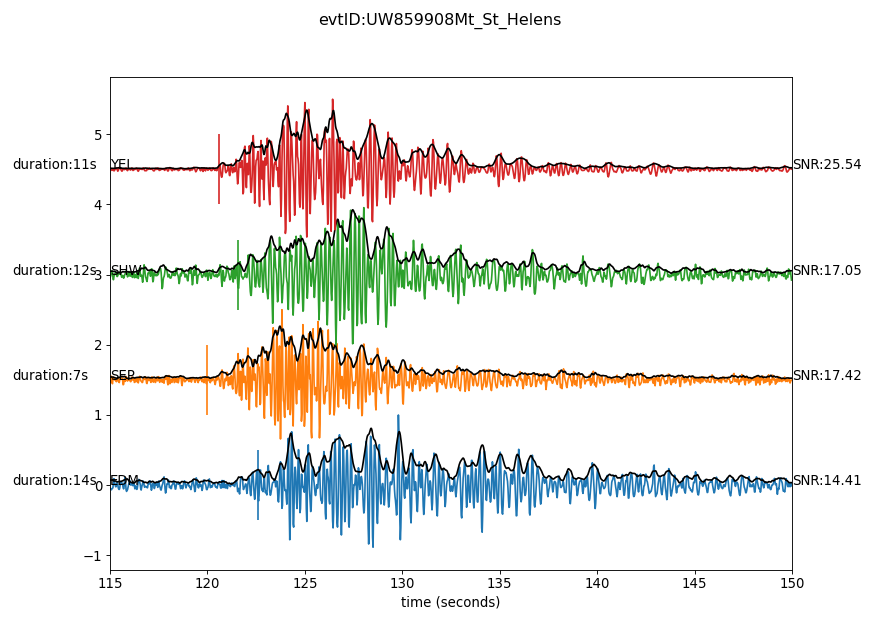 evtID:UW859908Mt_St_Helens
5
duration:11s YEL SNR:25.54
4
duration:12s SHW SNR:17.05
3
2
duration:7s SEP SNR:17.42
1
duration:14s EDM SNR:14.41
0
−1
115 120 125 130 135 140 145 150
time (seconds)